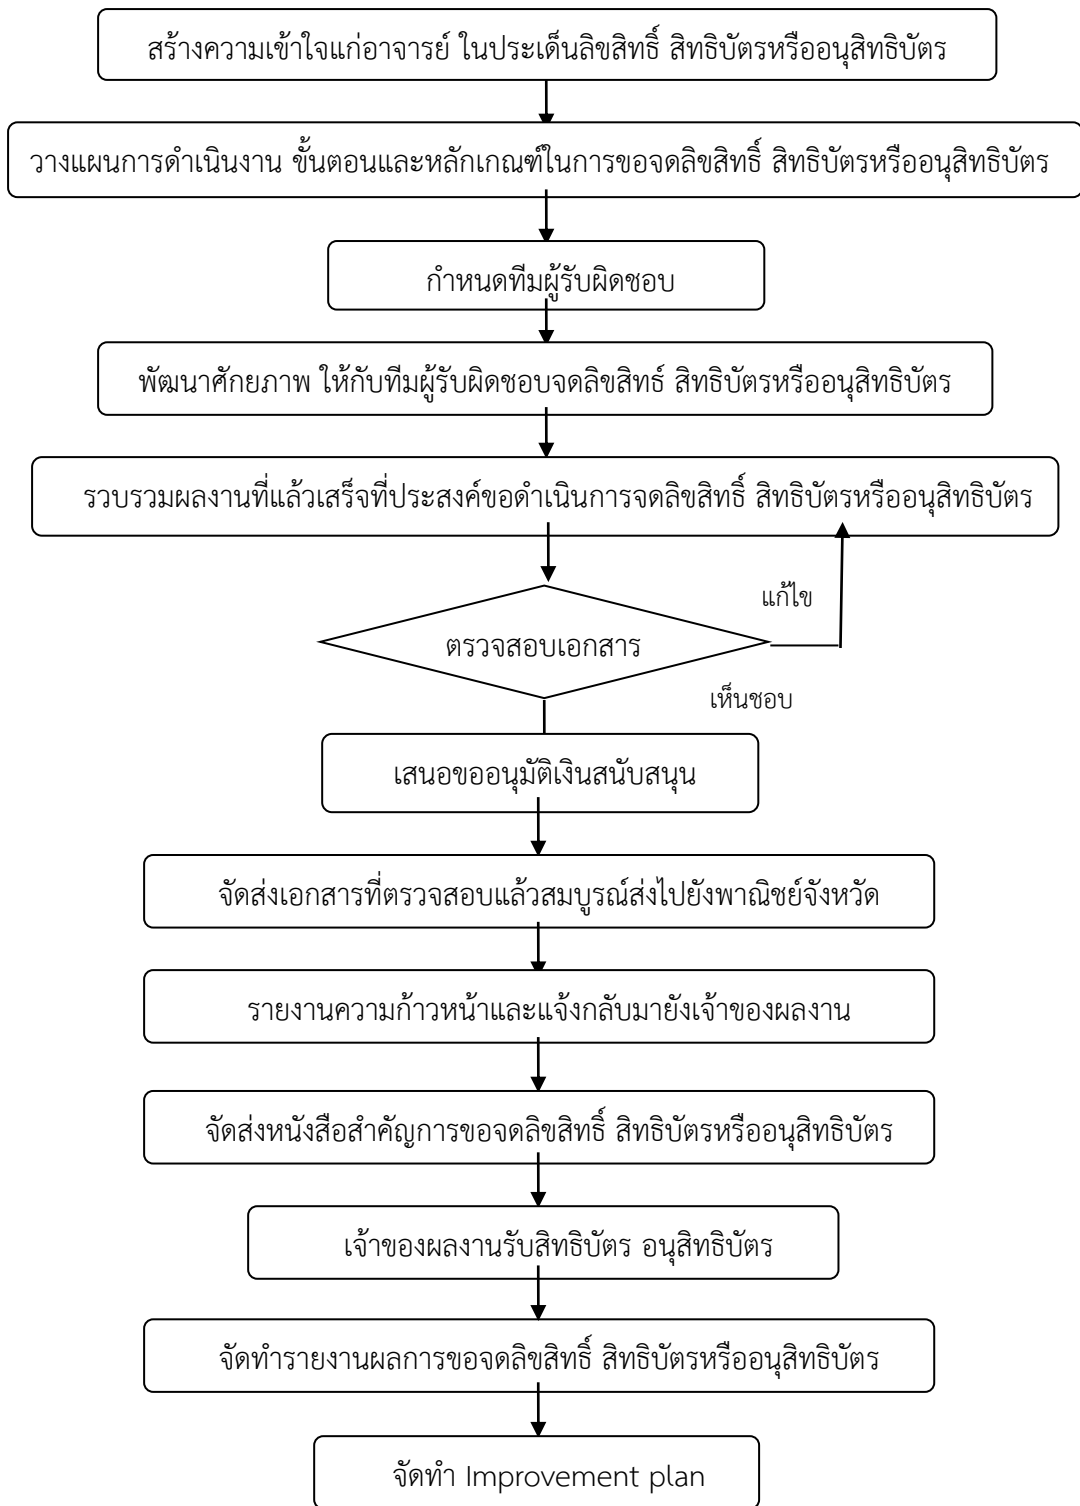 สร้างความเข้าใจแก่อาจารย์ ในประเด็นลิขสิทธิ์ สิทธิบัตรหรืออนุสิทธิบัตร
วางแผนการดำเนินงาน ขั้นตอนและหลักเกณฑ์ในการขอจดลิขสิทธิ์ สิทธิบัตรหรืออนุสิทธิบัตร
กำหนดทีมผู้รับผิดชอบ
พัฒนาศักยภาพ ให้กับทีมผู้รับผิดชอบจดลิขสิทธ์ สิทธิบัตรหรืออนุสิทธิบัตร
รวบรวมผลงานที่แล้วเสร็จที่ประสงค์ขอดำเนินการจดลิขสิทธิ์ สิทธิบัตรหรืออนุสิทธิบัตร
แก้ไข
ตรวจสอบเอกสาร
เห็นชอบ
เสนอขออนุมัติเงินสนับสนุน
จัดส่งเอกสารที่ตรวจสอบแล้วสมบูรณ์ส่งไปยังพาณิชย์จังหวัด
รายงานความก้าวหน้าและแจ้งกลับมายังเจ้าของผลงาน
จัดส่งหนังสือสำคัญการขอจดลิขสิทธิ์ สิทธิบัตรหรืออนุสิทธิบัตร
เจ้าของผลงานรับสิทธิบัตร อนุสิทธิบัตร
จัดทำรายงานผลการขอจดลิขสิทธิ์ สิทธิบัตรหรืออนุสิทธิบัตร
จัดทำ Improvement plan